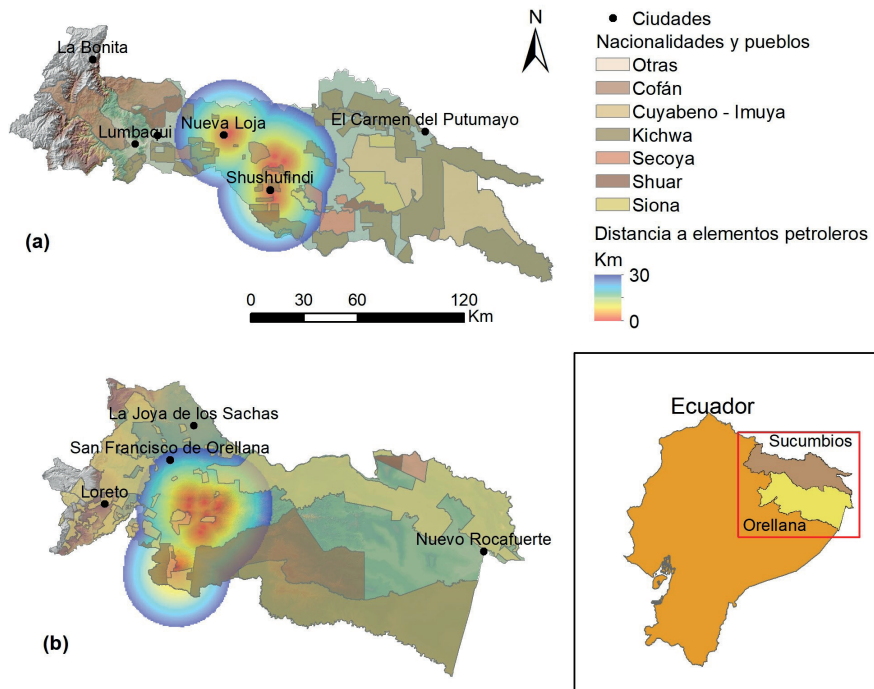 La Bonita
Lumbaqui
Nueva Loja
Shushufindi
El Carmen del Putumayo
N
(a)
0 30 60 120
Km
Ciudades
Nacionalidades y pueblos
Otras
Cofán
Cuyabeno - Imuya
Kichwa
Secoya
Shuar
Siona
Distancia a elementos petroleros
Km
30
0
La Joya de los Sachas
San Francisco de Orellana
Loreto
Nuevo Rocafuerte
(b)
Ecuador
Sucumbios
Orellana